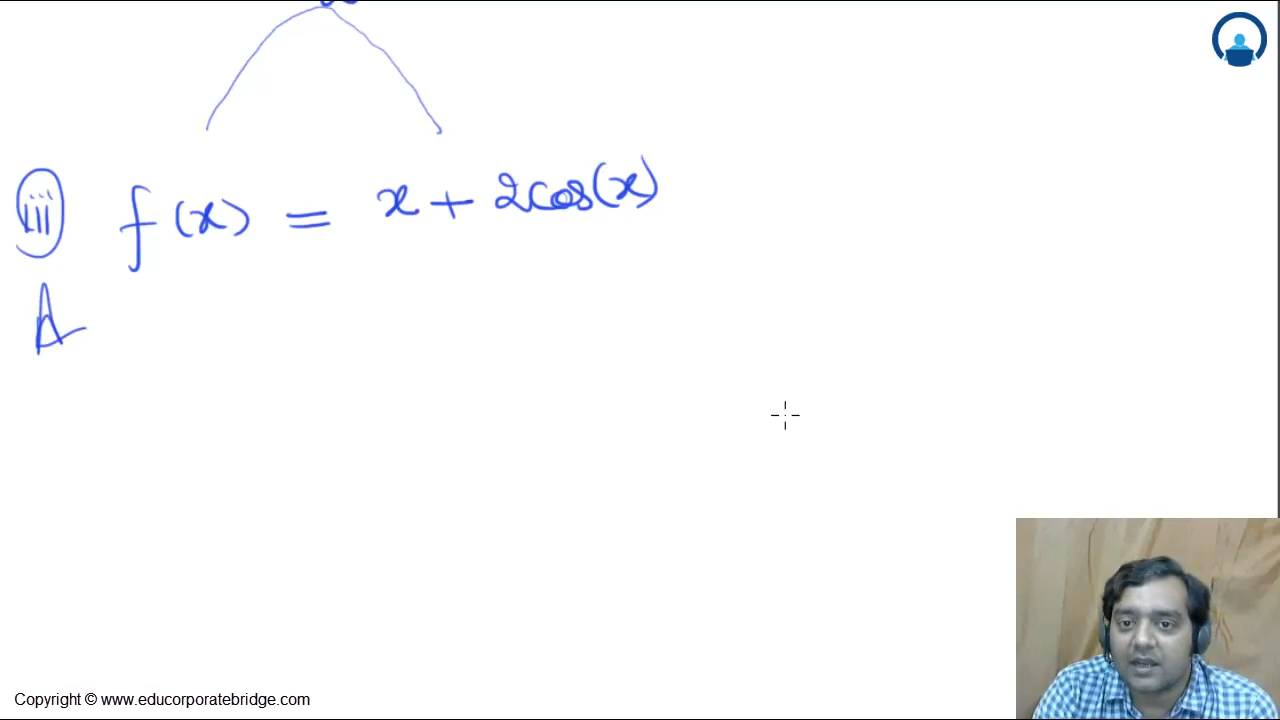 iii f(x) = x + 2cos(x)
A
Copyright © www.educorporatebridge.com